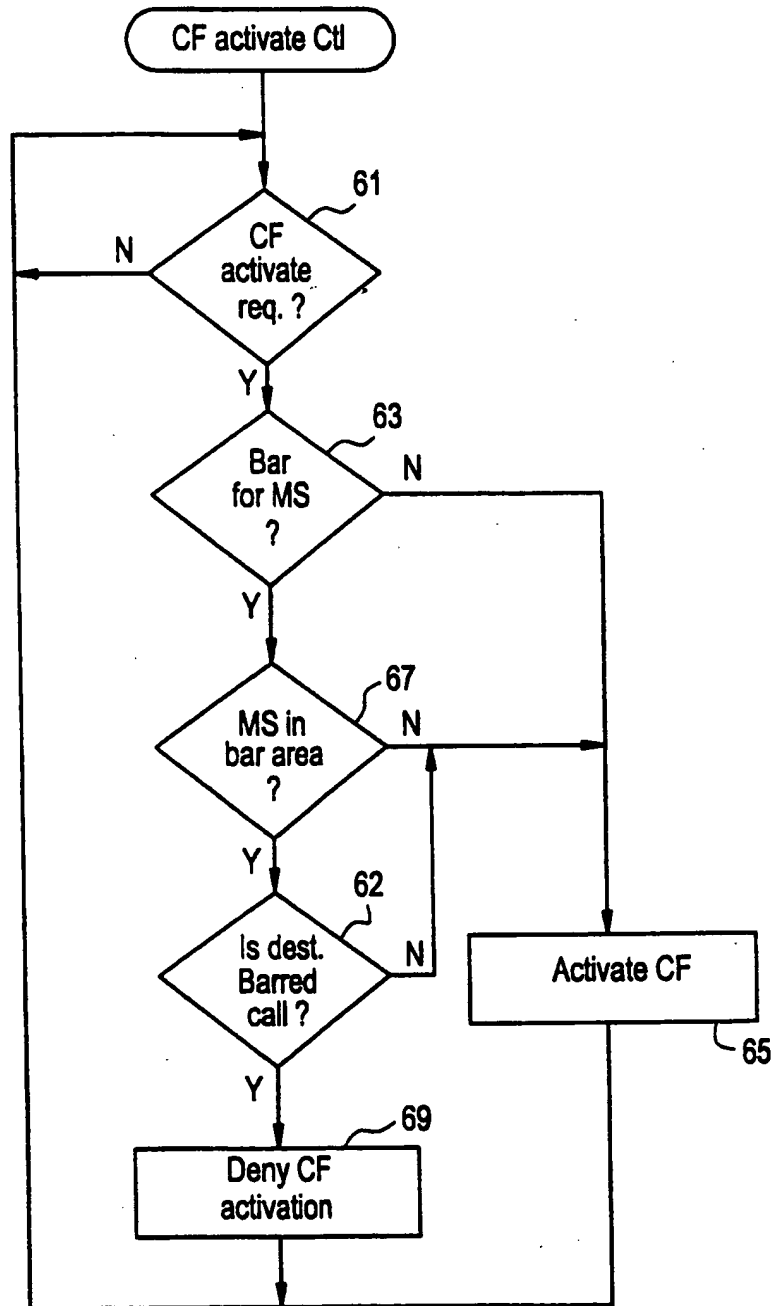 CF activate Ctl
61
CF
activate
req. ?
N
Y
63
Bar
for MS
?
N
Y
67
MS in
bar area
?
N
Y
62
Is dest.
Barred
call ?
N
Y
Activate CF
65
69
Deny CF
activation